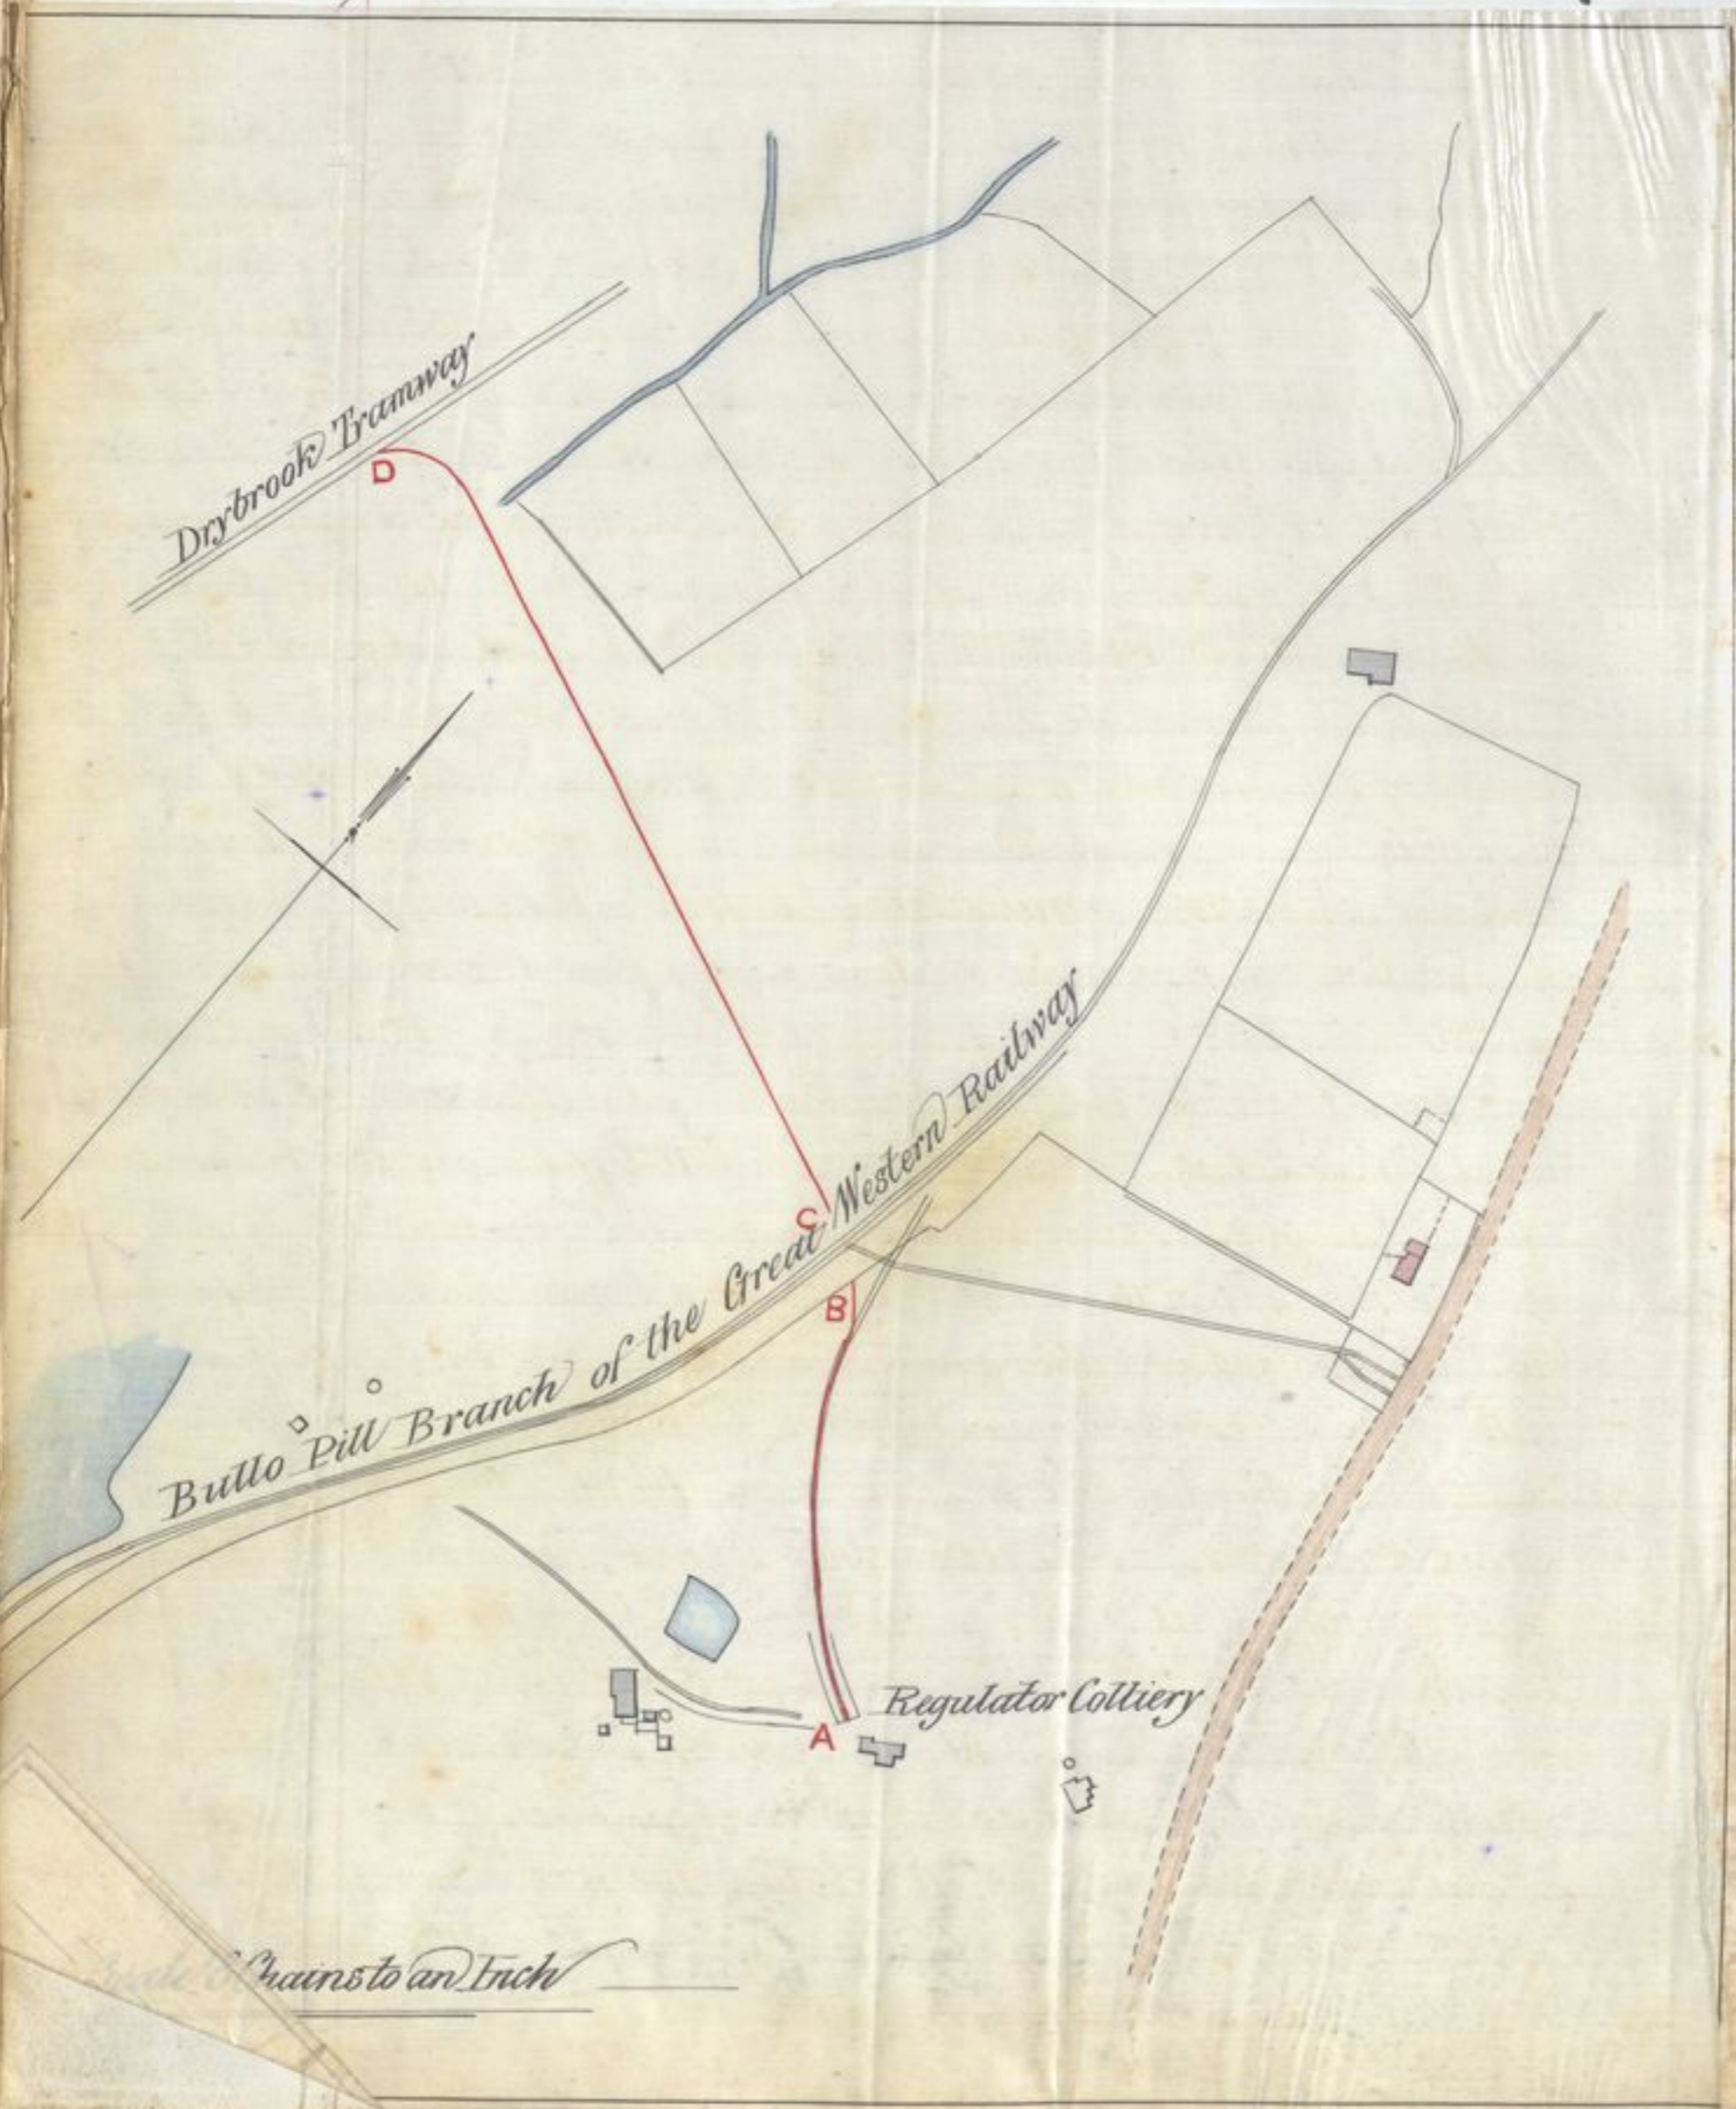 Drybrook Tramway
D
C
Bullo Pill Branch of the Great Western Railway
B
Regulator Colliery
A
Chains to an Inch